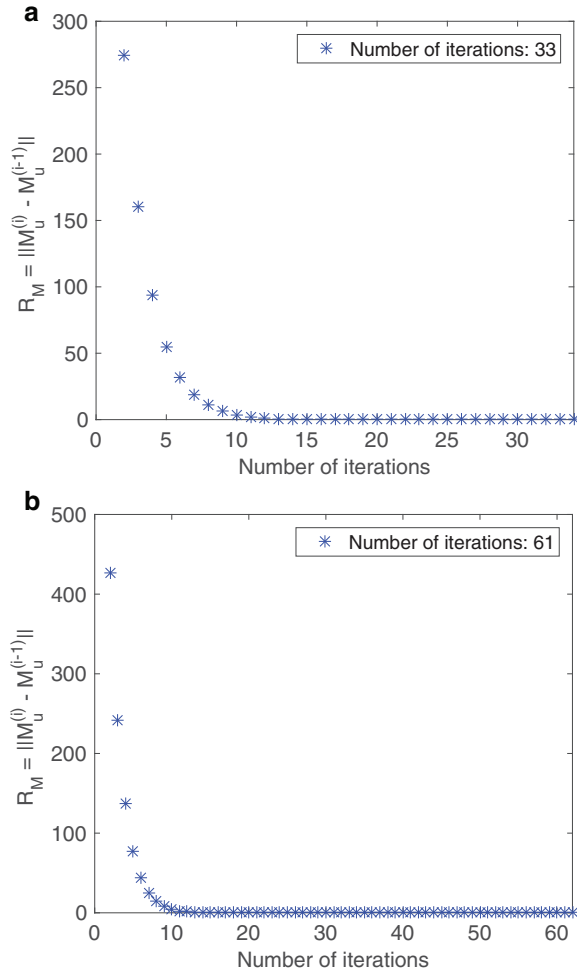 a
300
250
200
150
100
50
0
R_M = ||M_u^(i) - M_u^(i-1)||
Number of iterations: 33
0 5 10 15 20 25 30
Number of iterations
b
500
400
300
200
100
0
R_M = ||M_u^(i) - M_u^(i-1)||
Number of iterations: 61
0 10 20 30 40 50 60
Number of iterations